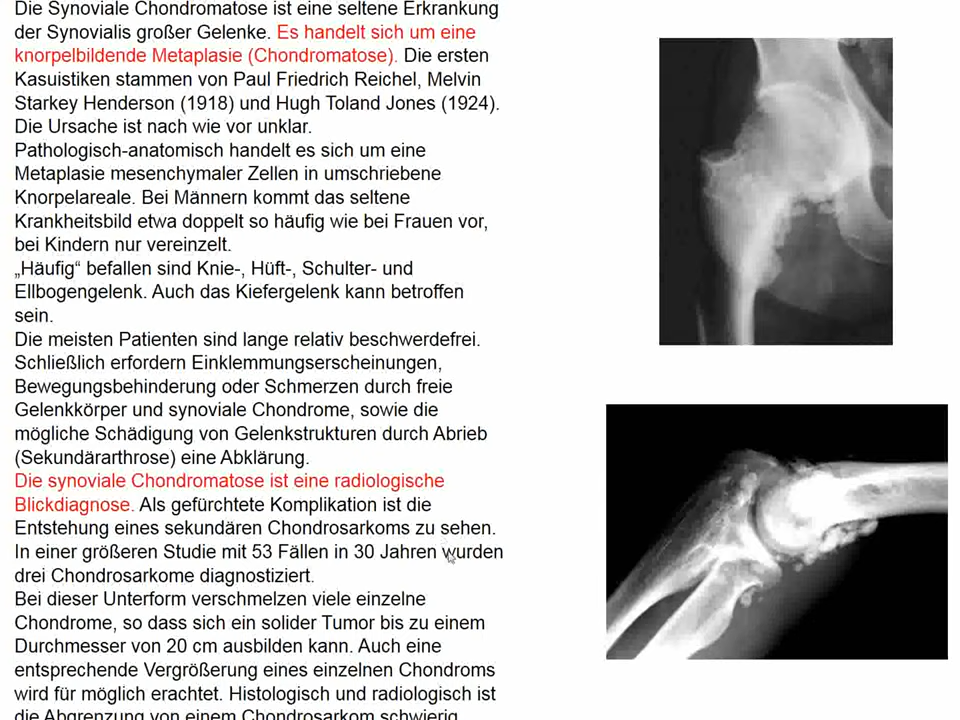 Die Synoviale Chondromatose ist eine seltene Erkrankung
der Synovialis großer Gelenke. Es handelt sich um eine
knorpelbildende Metaplasie (Chondromatose). Die ersten
Kasuistiken stammen von Paul Friedrich Reichel, Melvin
Starkey Henderson (1918) und Hugh Toland Jones (1924).
Die Ursache ist nach wie vor unklar.
Pathologisch-anatomisch handelt es sich um eine
Metaplasie mesenchymaler Zellen in umschriebene
Knorpelareale. Bei Männern kommt das seltene
Krankheitsbild etwa doppelt so häufig wie bei Frauen vor,
bei Kindern nur vereinzelt.
„Häufig“ befallen sind Knie-, Hüft-, Schulter- und
Ellbogengelenk. Auch das Kiefergelenk kann betroffen
sein.
Die meisten Patienten sind lange relativ beschwerdefrei.
Schließlich erfordern Einklemmungserscheinungen,
Bewegungsbehinderung oder Schmerzen durch freie
Gelenkkörper und synoviale Chondrome, sowie die
mögliche Schädigung von Gelenkstrukturen durch Abrieb
(Sekundärarthrose) eine Abklärung.
Die synoviale Chondromatose ist eine radiologische
Blickdiagnose. Als gefürchtete Komplikation ist die
Entstehung eines sekundären Chondrosarkoms zu sehen.
In einer größeren Studie mit 53 Fällen in 30 Jahren wurden
drei Chondrosarkome diagnostiziert.
Bei dieser Unterform verschmelzen viele einzelne
Chondrome, so dass sich ein solider Tumor bis zu einem
Durchmesser von 20 cm ausbilden kann. Auch eine
entsprechende Vergrößerung eines einzelnen Chondroms
wird für möglich erachtet. Histologisch und radiologisch ist
die Abgrenzung von einem Chondrosarkom schwierig